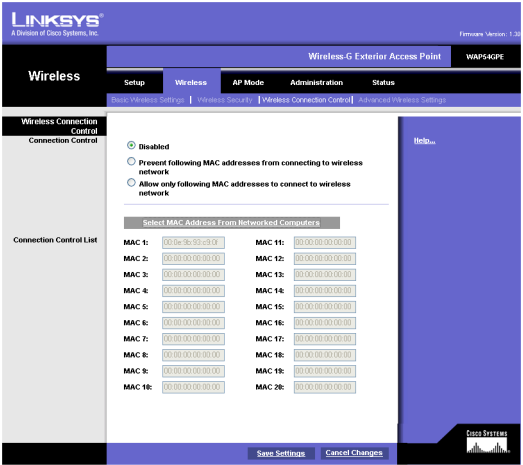 LINKSYS®
A Division of Cisco Systems, Inc.
Firmware Version: 1.30
Wireless-G Exterior Access Point WAP54GPE
Wireless
Setup Wireless AP Mode Administration Status
Basic Wireless Settings | Wireless Security | Wireless Connection Control | Advanced Wireless Settings
Wireless Connection
Control
Connection Control
Disabled
Prevent following MAC addresses from connecting to wireless
network
Allow only following MAC addresses to connect to wireless
network
Help...
Select MAC Address From Networked Computers
Connection Control List
MAC 1: 00:0e:9b:93:c9:0f MAC 11: 00:00:00:00:00:00
MAC 2: 00:00:00:00:00:00 MAC 12: 00:00:00:00:00:00
MAC 3: 00:00:00:00:00:00 MAC 13: 00:00:00:00:00:00
MAC 4: 00:00:00:00:00:00 MAC 14: 00:00:00:00:00:00
MAC 5: 00:00:00:00:00:00 MAC 15: 00:00:00:00:00:00
MAC 6: 00:00:00:00:00:00 MAC 16: 00:00:00:00:00:00
MAC 7: 00:00:00:00:00:00 MAC 17: 00:00:00:00:00:00
MAC 8: 00:00:00:00:00:00 MAC 18: 00:00:00:00:00:00
MAC 9: 00:00:00:00:00:00 MAC 19: 00:00:00:00:00:00
MAC 10: 00:00:00:00:00:00 MAC 20: 00:00:00:00:00:00
Save Settings Cancel Changes
CISCO SYSTEMS